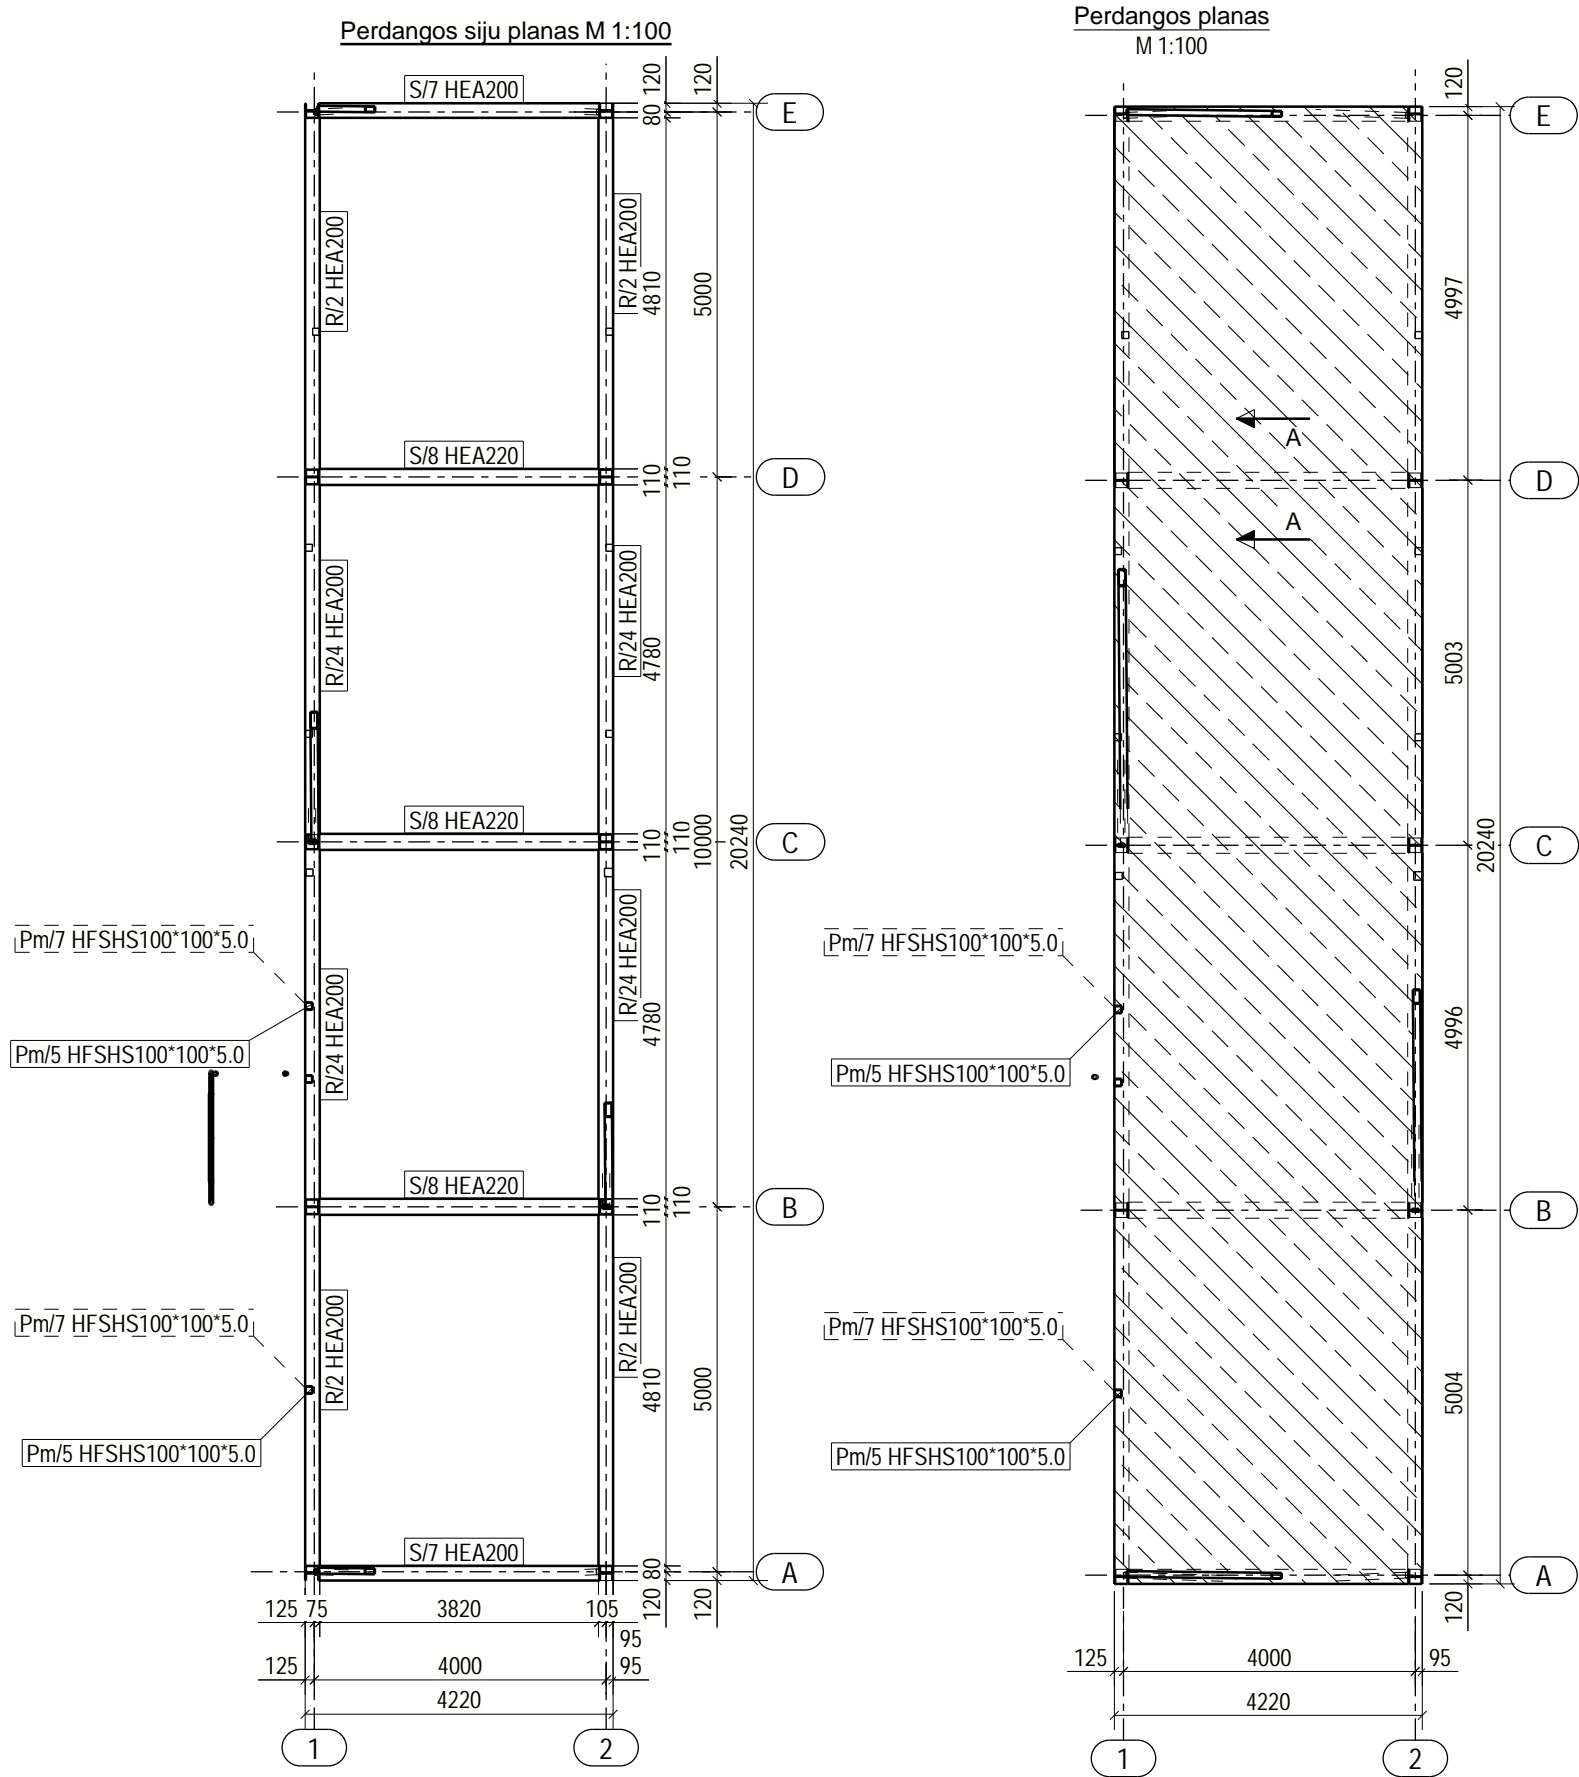 Perdangos siju planas M 1:100
S/7 HEA200
120
120
80
E
R/2 HEA200
R/2 HEA200
4810
5000
S/8 HEA220
110
110
D
R/24 HEA200
R/24 HEA200
4780
S/8 HEA220
110
110
10000
20240
C
Pm/7 HFSHS100*100*5.0
R/24 HEA200
R/24 HEA200
4780
Pm/5 HFSHS100*100*5.0
S/8 HEA220
110
110
B
Pm/7 HFSHS100*100*5.0
R/2 HEA200
R/2 HEA200
4810
5000
Pm/5 HFSHS100*100*5.0
S/7 HEA200
80
A
120
120
125 75 3820 105
95
125 4000 95
4220
1 2
Perdangos planas
M 1:100
120
E
4997
A
D
A
5003
20240
C
Pm/7 HFSHS100*100*5.0
4996
Pm/5 HFSHS100*100*5.0
B
Pm/7 HFSHS100*100*5.0
5004
Pm/5 HFSHS100*100*5.0
A
120
125 4000 95
4220
1 2